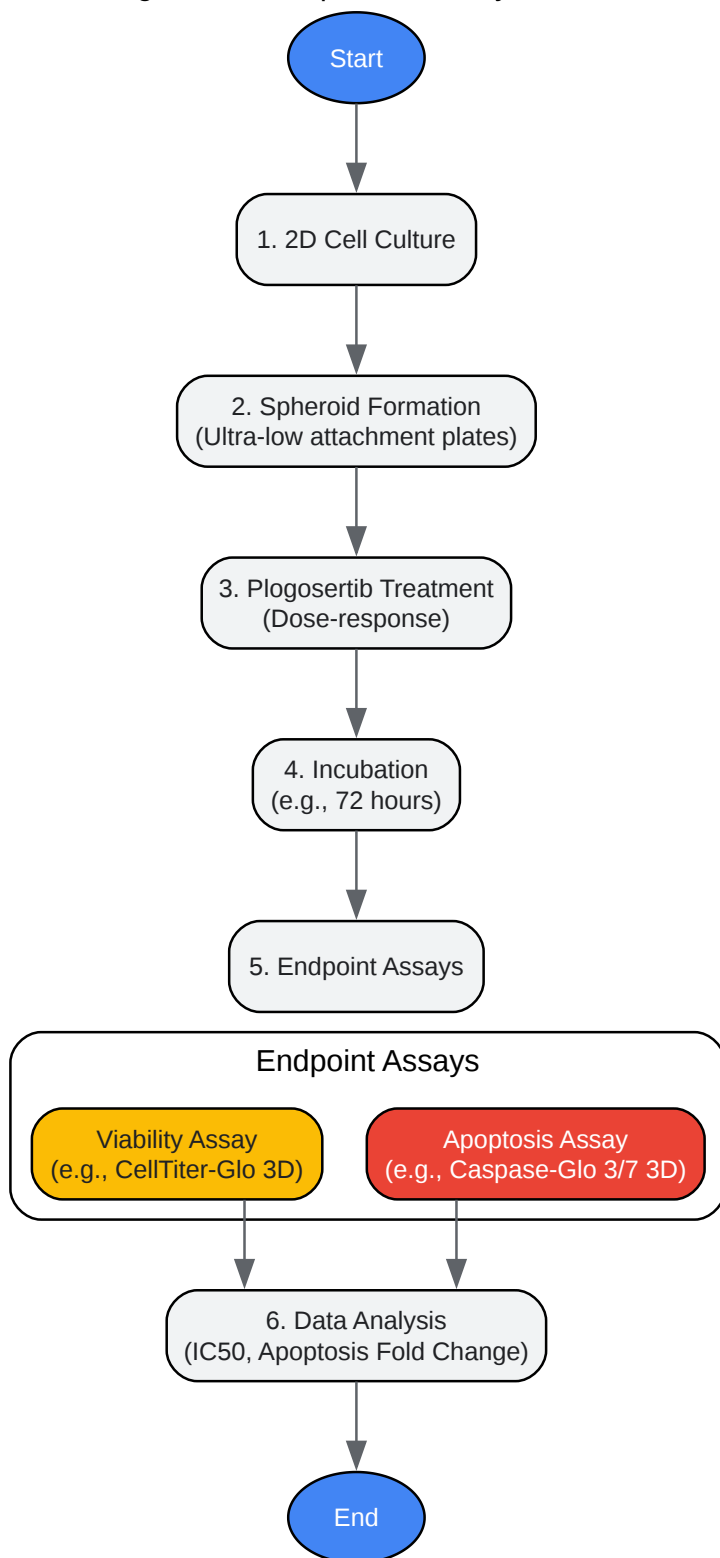 Start
1. 2D Cell Culture
2. Spheroid Formation
(Ultra-low attachment plates)
3. Plogosertib Treatment
(Dose-response)
4. Incubation
(e.g., 72 hours)
5. Endpoint Assays
Endpoint Assays
Viability Assay
(e.g., CellTiter-Glo 3D)
Apoptosis Assay
(e.g., Caspase-Glo 3/7 3D)
6. Data Analysis
(IC50, Apoptosis Fold Change)
End